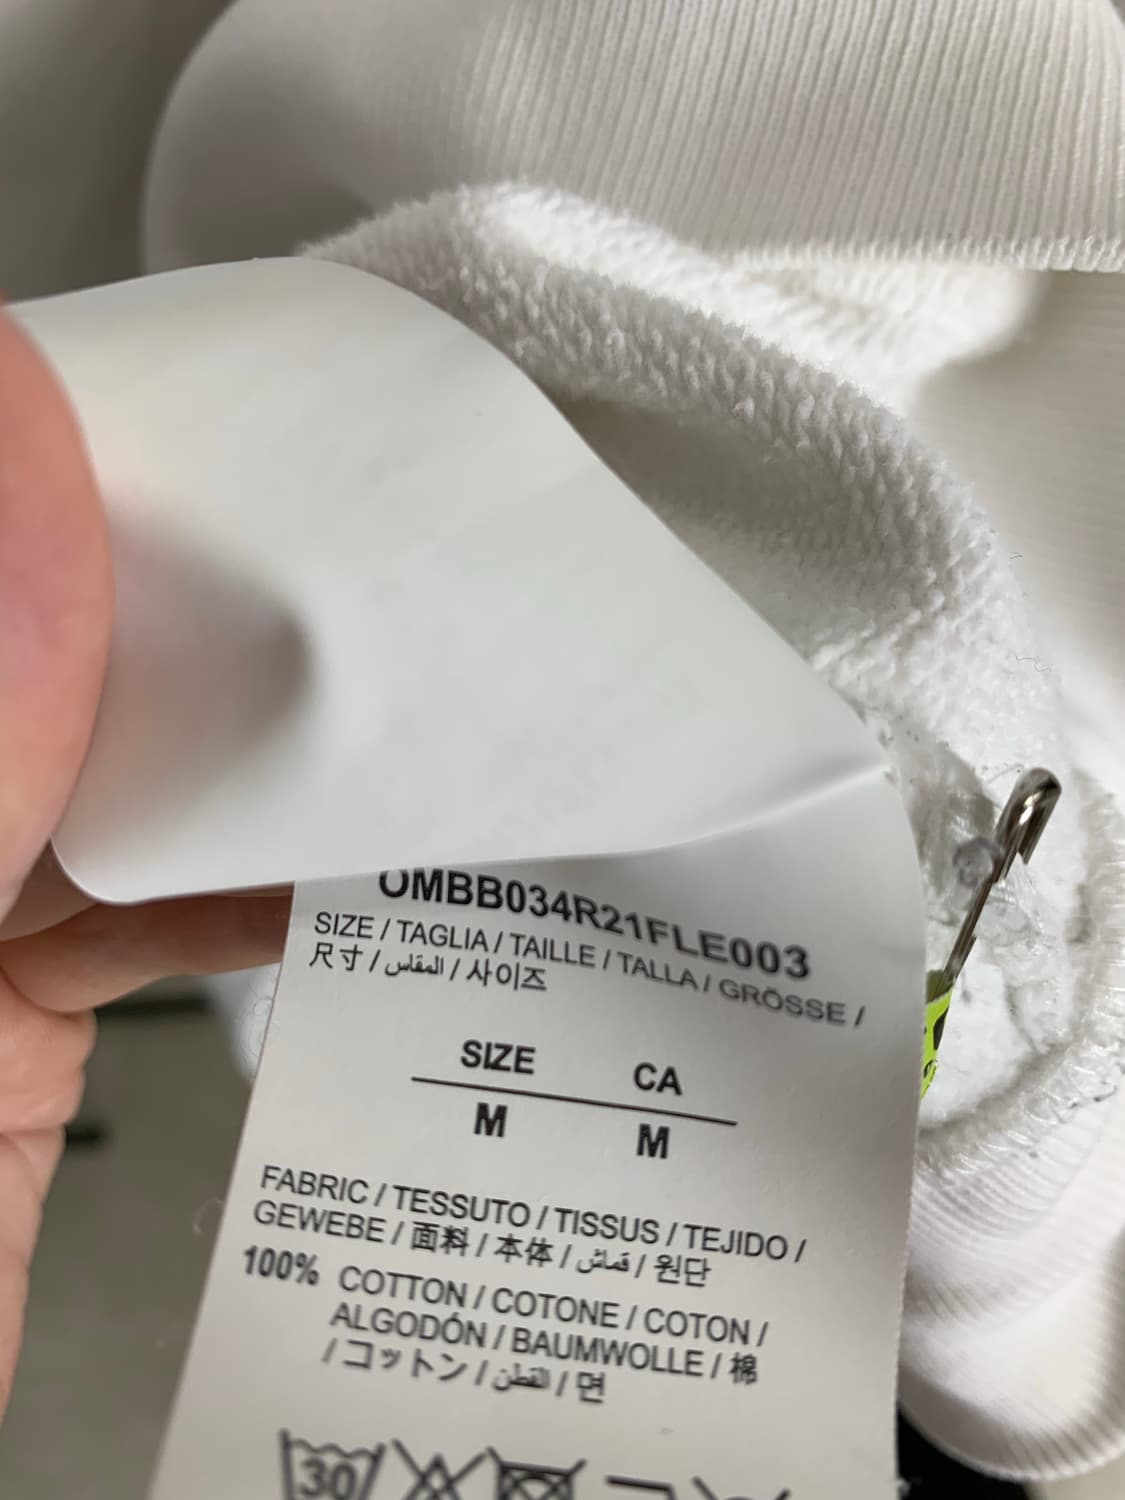 OMBB034R21FLE003
SIZE / TAGLIA / TAILLE / TALLA / GRÖSSE /
尺寸 / المقاس / 사이즈
SIZE CA
M M
FABRIC / TESSUTO / TISSUS / TEJIDO /
GEWEBE / 面料 / 本体 / قماش / 원단
100% COTTON / COTONE / COTON /
ALGODÓN / BAUMWOLLE / 棉
/ コットン / القطن / 면
30